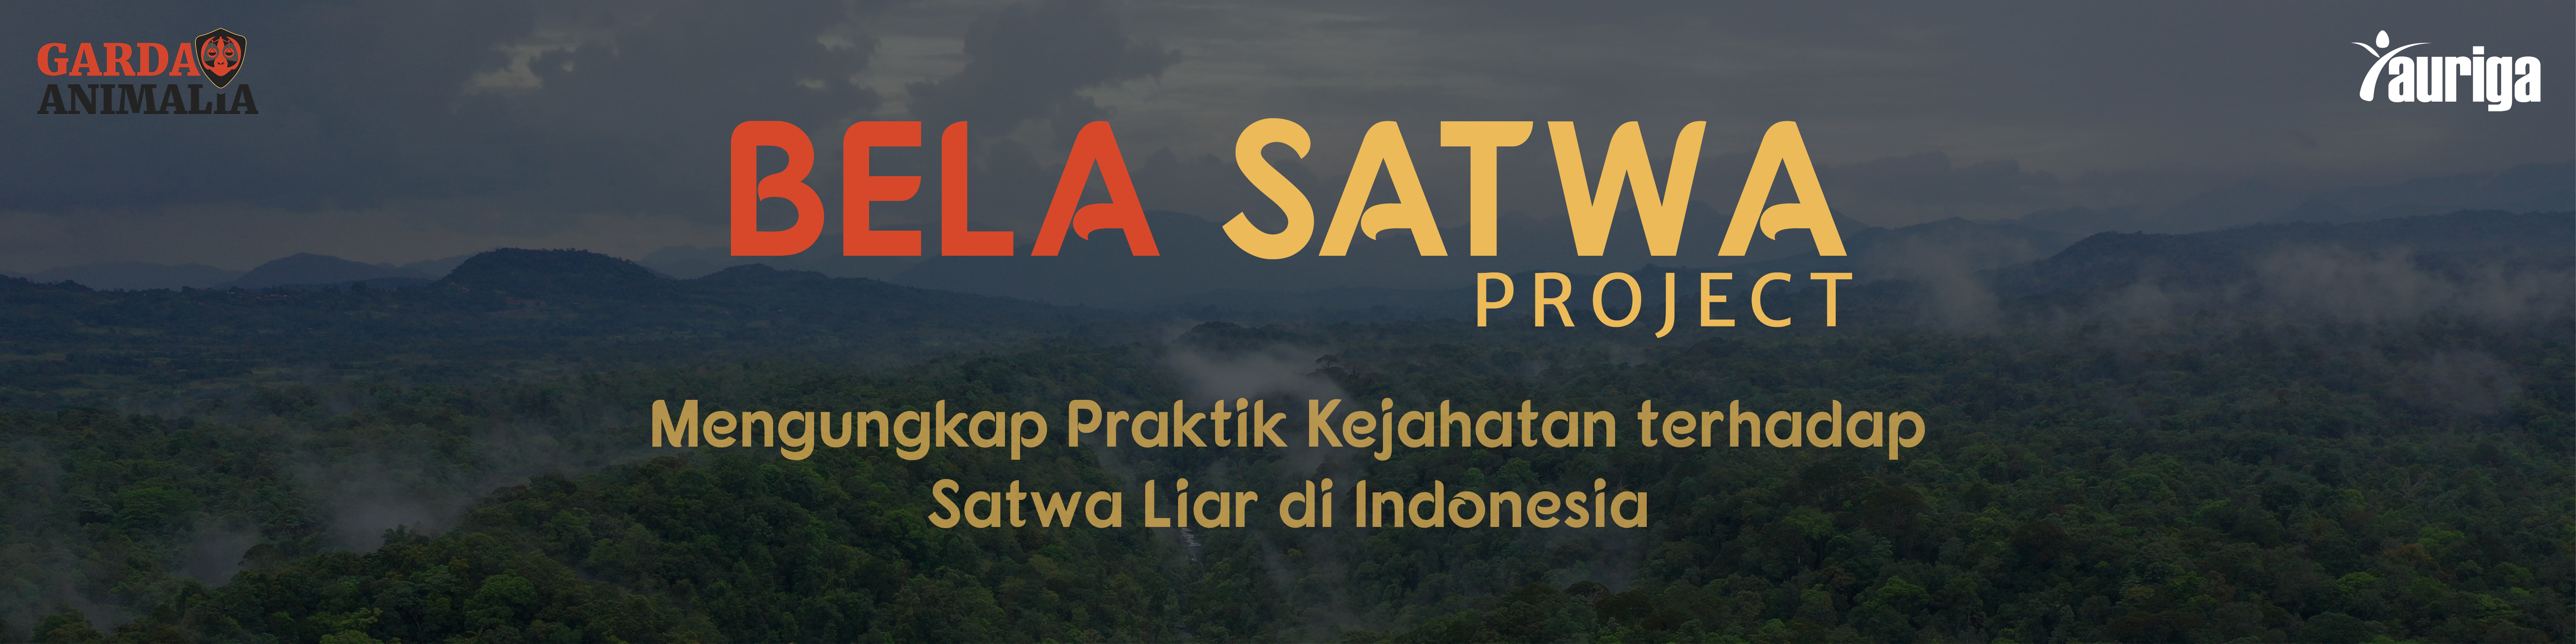 GARDA
ANIMALIA
auriga
BELA SATWA
PROJECT
Mengungkap Praktik Kejahatan terhadap
Satwa Liar di Indonesia